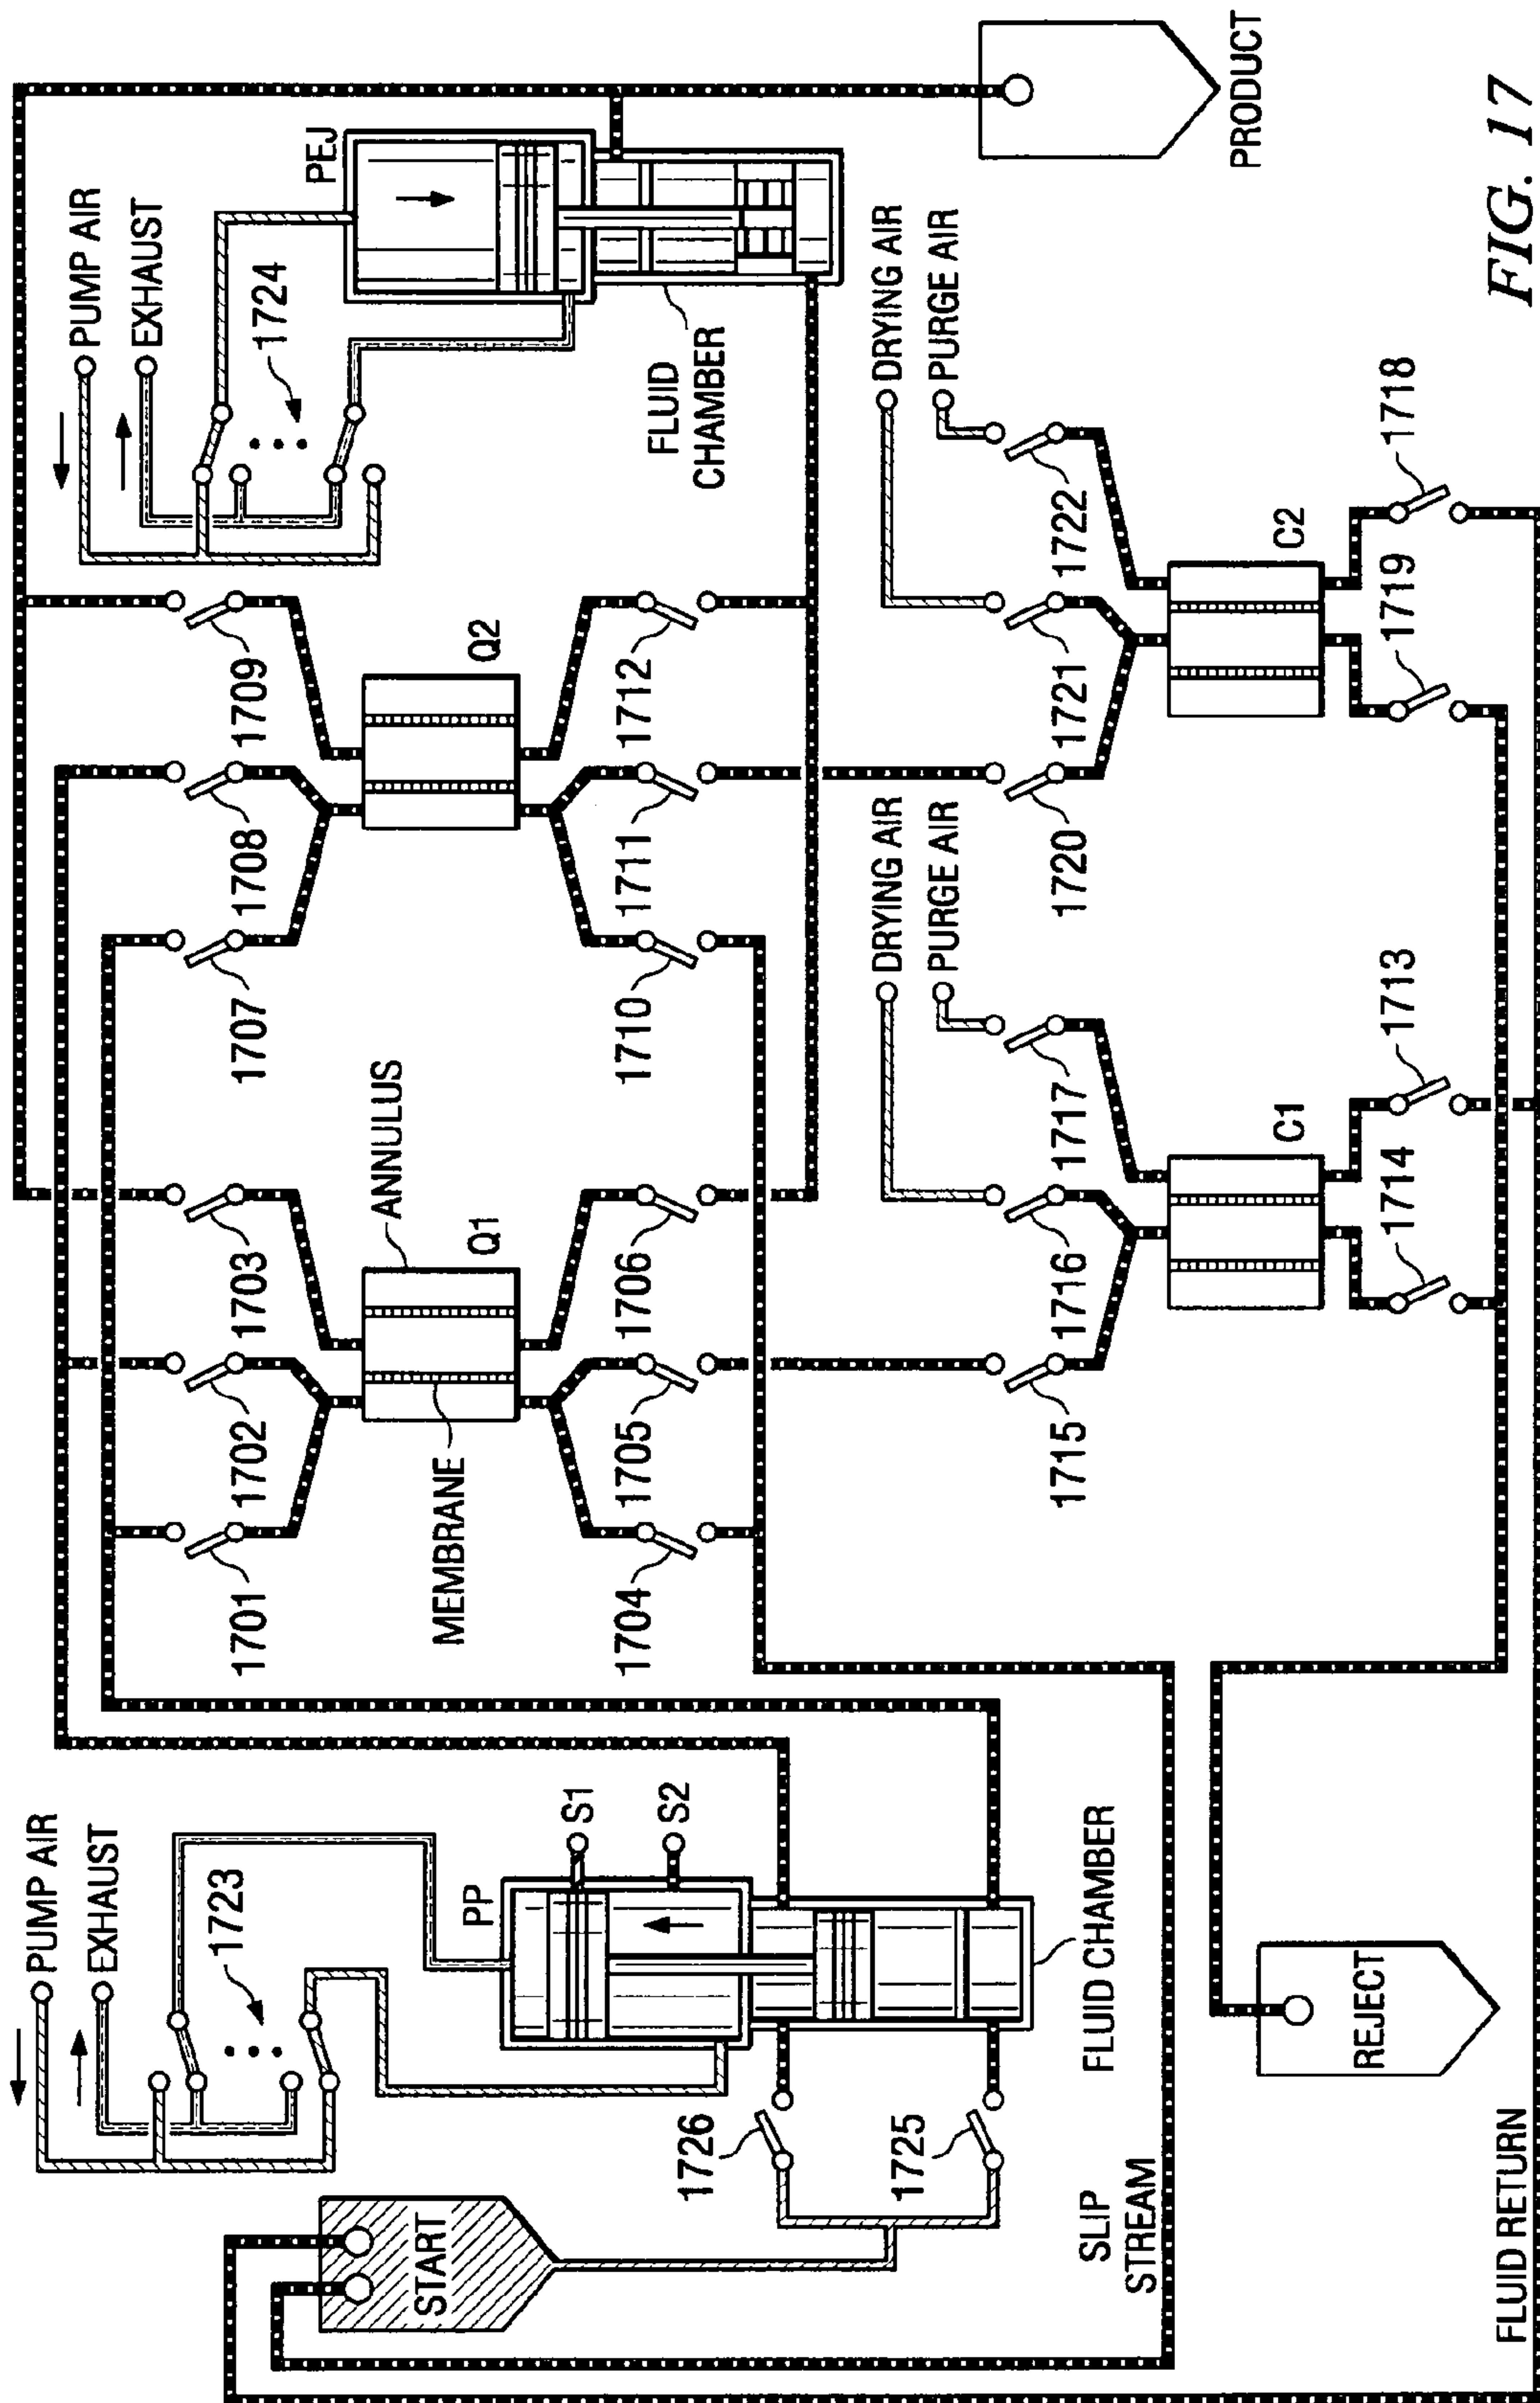 PUMP AIR
EXHAUST
1723
START
PP
S1
S2
1726
1725
FLUID CHAMBER
SLIP
STREAM
REJECT
FLUID RETURN
1701
1702
1703
MEMBRANE
ANNULUS
Q1
1704
1705
1706
1707
1708
1709
Q2
1710
1711
1712
PUMP AIR
EXHAUST
1724
PEJ
FLUID
CHAMBER
PRODUCT
DRYING AIR
PURGE AIR
1715
1716
1717
C1
1714
1713
DRYING AIR
PURGE AIR
1720
1721
1722
C2
1719
1718
FIG. 17